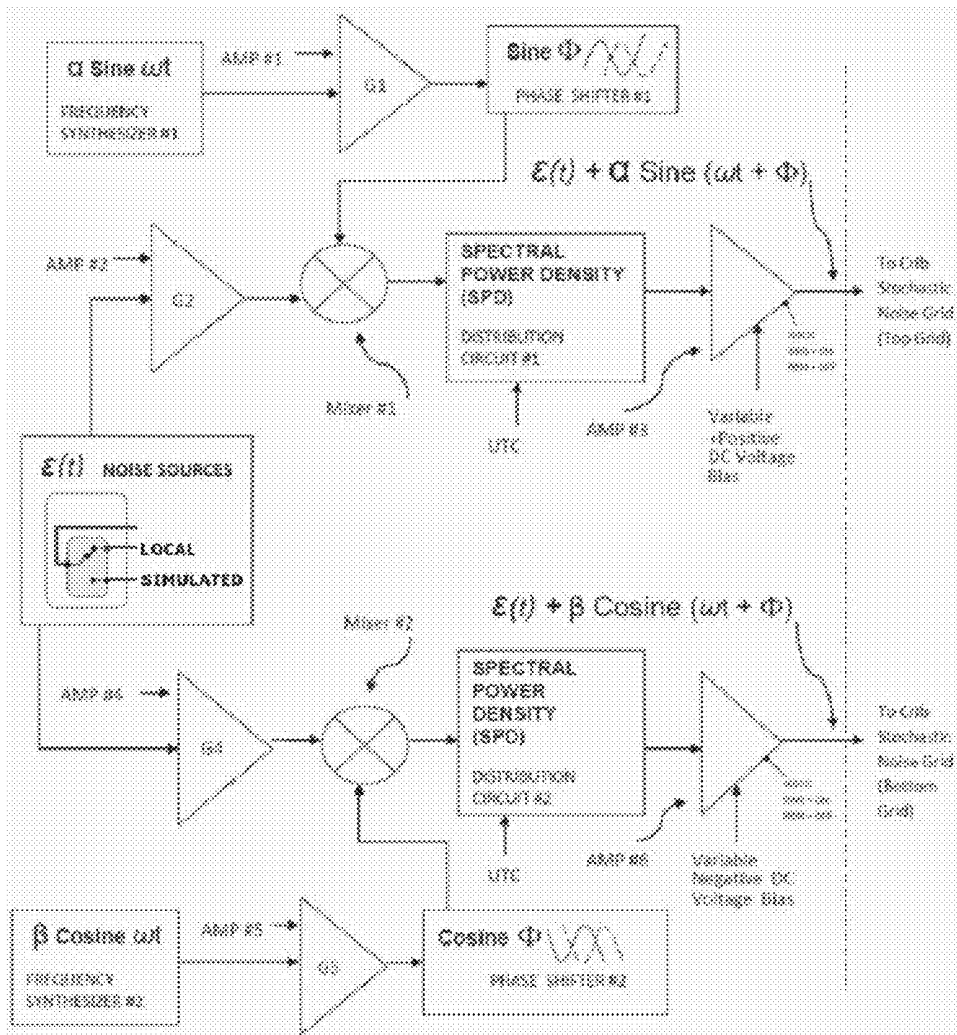 α Sine ωt
FREQUENCY
SYNTHESIZER #1
AMP #1
G1
Sine Φ
PHASE SHIFTER #1
ε(t) + α Sine (ωt + Φ)
AMP #2
G2
Mixer #1
SPECTRAL
POWER DENSITY
(SPD)
DISTRIBUTION
CIRCUIT #1
UTC
AMP #3
Variable
+Positive
DC Voltage
Bias
To Crib
Stochastic
Noise Grid
(Top Grid)
ε(t) NOISE SOURCES
LOCAL
SIMULATED
ε(t) + β Cosine (ωt + Φ)
Mixer #2
AMP #4
G4
SPECTRAL
POWER
DENSITY
(SPD)
DISTRIBUTION
CIRCUIT #2
UTC
AMP #6
Variable
Negative DC
Voltage Bias
To Crib
Stochastic
Noise Grid
(Bottom
Grid)
β Cosine ωt
FREQUENCY
SYNTHESIZER #2
AMP #5
G5
Cosine Φ
PHASE SHIFTER #2